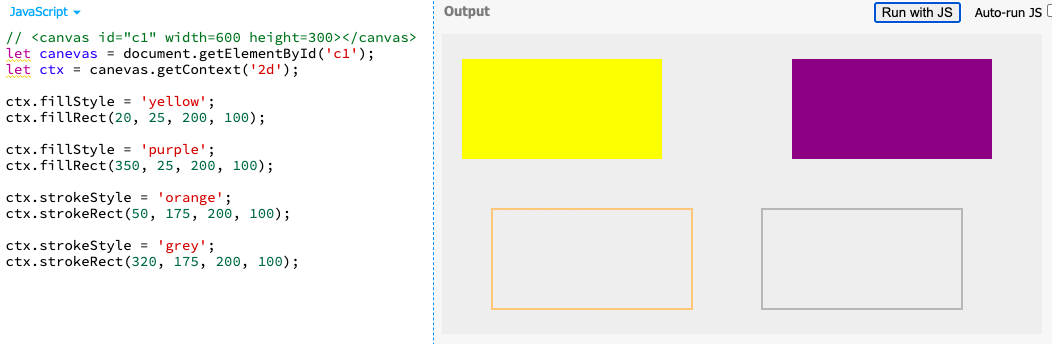 JavaScript
// <canvas id="c1" width=600 height=300></canvas>
let canevas = document.getElementById('c1');
let ctx = canevas.getContext('2d');
ctx.fillStyle = 'yellow';
ctx.fillRect(20, 25, 200, 100);
ctx.fillStyle = 'purple';
ctx.fillRect(350, 25, 200, 100);
ctx.strokeStyle = 'orange';
ctx.strokeRect(50, 175, 200, 100);
ctx.strokeStyle = 'grey';
ctx.strokeRect(320, 175, 200, 100);
Output
Run with JS
Auto-run JS